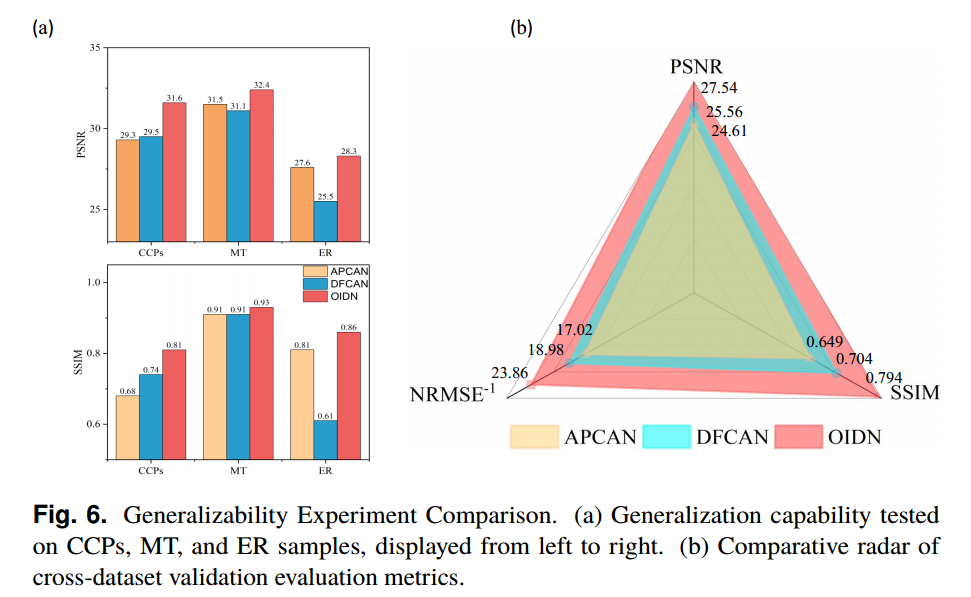 (a)
35
30
25
PSNR
29.3 29.5 31.6
31.5 31.1 32.4
27.6 25.5 28.3
CCPs MT ER
1.0
0.8
0.6
SSIM
APCAN
DFCAN
OIDN
0.68 0.74 0.81
0.91 0.91 0.93
0.81 0.61 0.86
CCPs MT ER
(b)
PSNR
27.54
25.56
24.61
17.02
18.98
23.86
NRMSE-1
0.649
0.704
0.794
SSIM
APCAN DFCAN OIDN
Fig. 6. Generalizability Experiment Comparison. (a) Generalization capability tested
on CCPs, MT, and ER samples, displayed from left to right. (b) Comparative radar of
cross-dataset validation evaluation metrics.